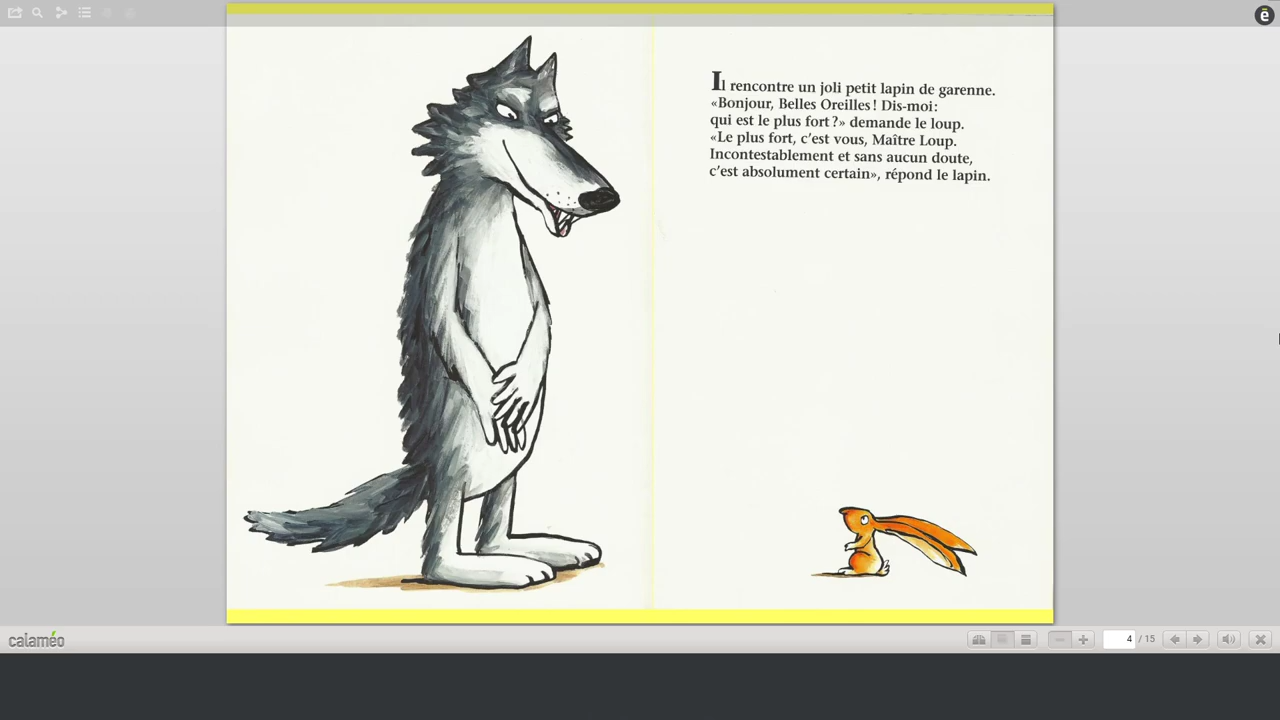 Il rencontre un joli petit lapin de garenne.
«Bonjour, Belles Oreilles ! Dis-moi :
qui est le plus fort ?» demande le loup.
«Le plus fort, c'est vous, Maître Loup.
Incontestablement et sans aucun doute,
c'est absolument certain», répond le lapin.
calaméo
4 / 15
ē